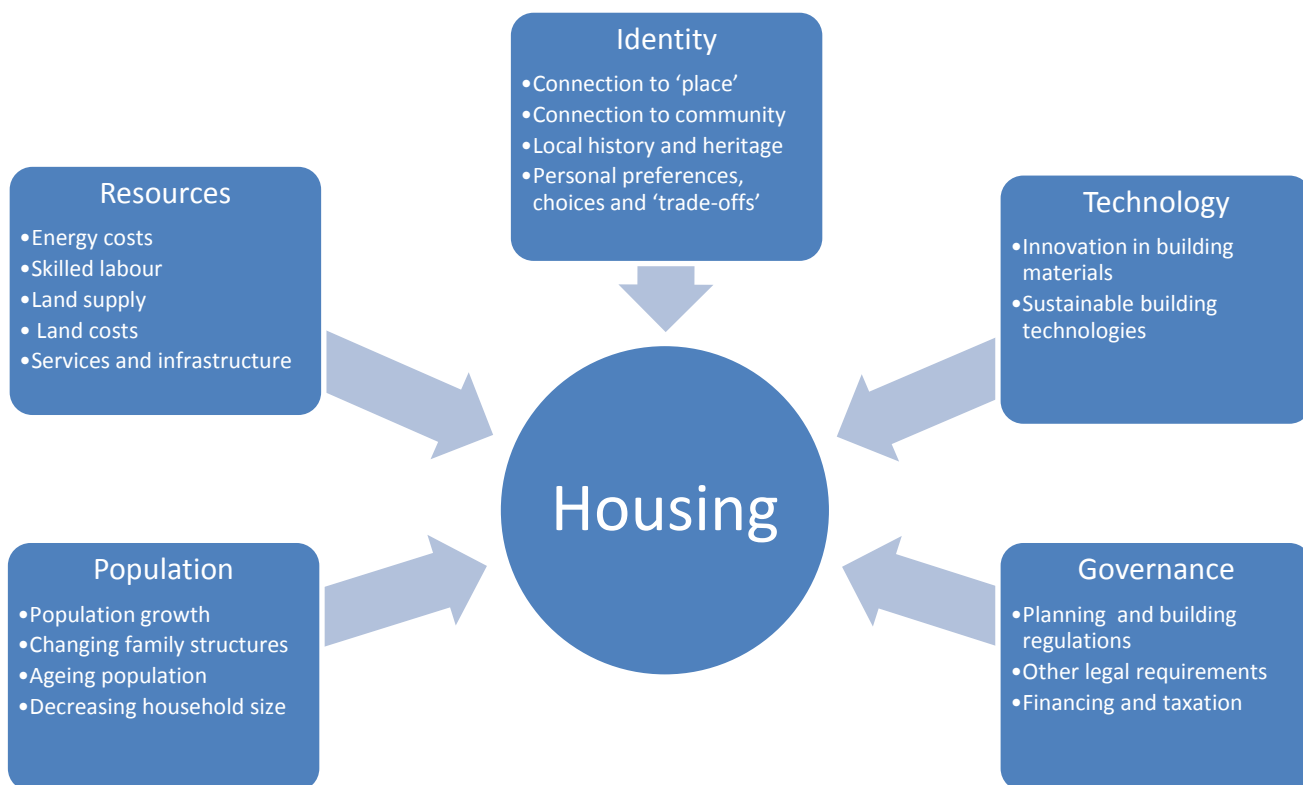 Identity
•Connection to ‘place’
•Connection to community
•Local history and heritage
•Personal preferences,
choices and ‘trade-offs’
Resources
•Energy costs
•Skilled labour
•Land supply
• Land costs
•Services and infrastructure
Technology
•Innovation in building
materials
•Sustainable building
technologies
Housing
Population
•Population growth
•Changing family structures
•Ageing population
•Decreasing household size
Governance
•Planning  and building
regulations
•Other legal requirements
•Financing and taxation